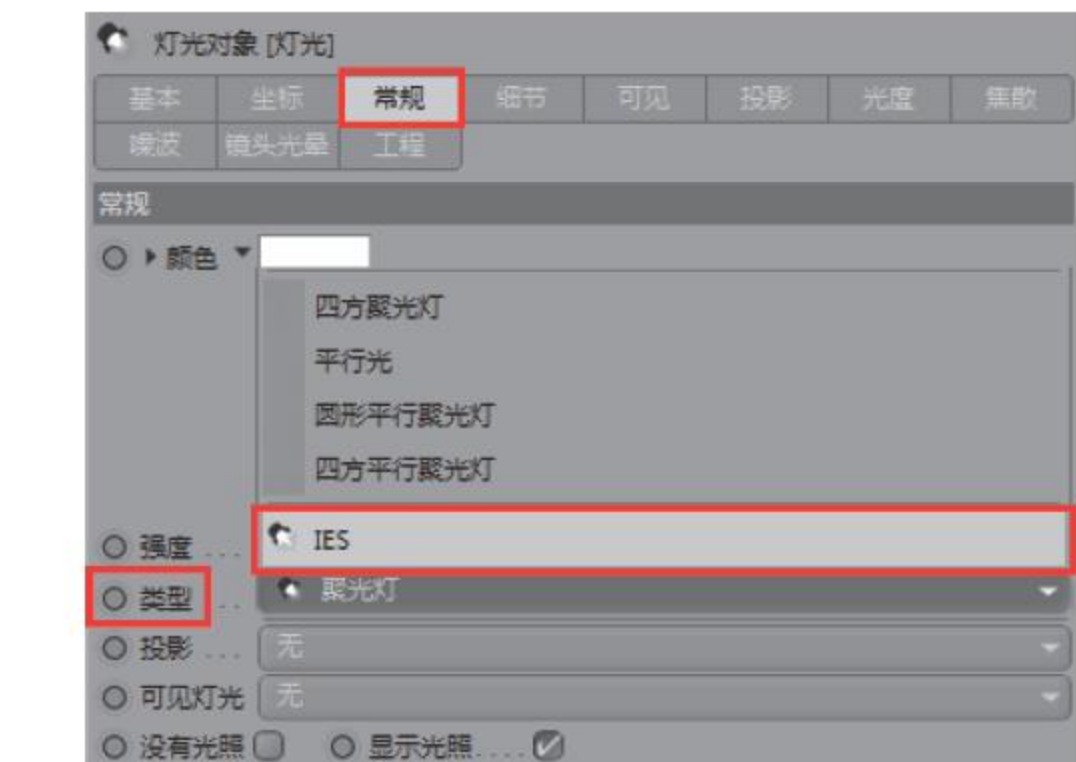 灯光对象 [灯光]
基本 坐标 常规 细节 可见 投影 光度 焦散
噪波 镜头光晕 工程
常规
颜色
四方聚光灯
平行光
圆形平行聚光灯
四方平行聚光灯
强度 . . . IES
类型 . . 聚光灯
投影 . . . 无
可见灯光 无
没有光照 显示光照. . . .